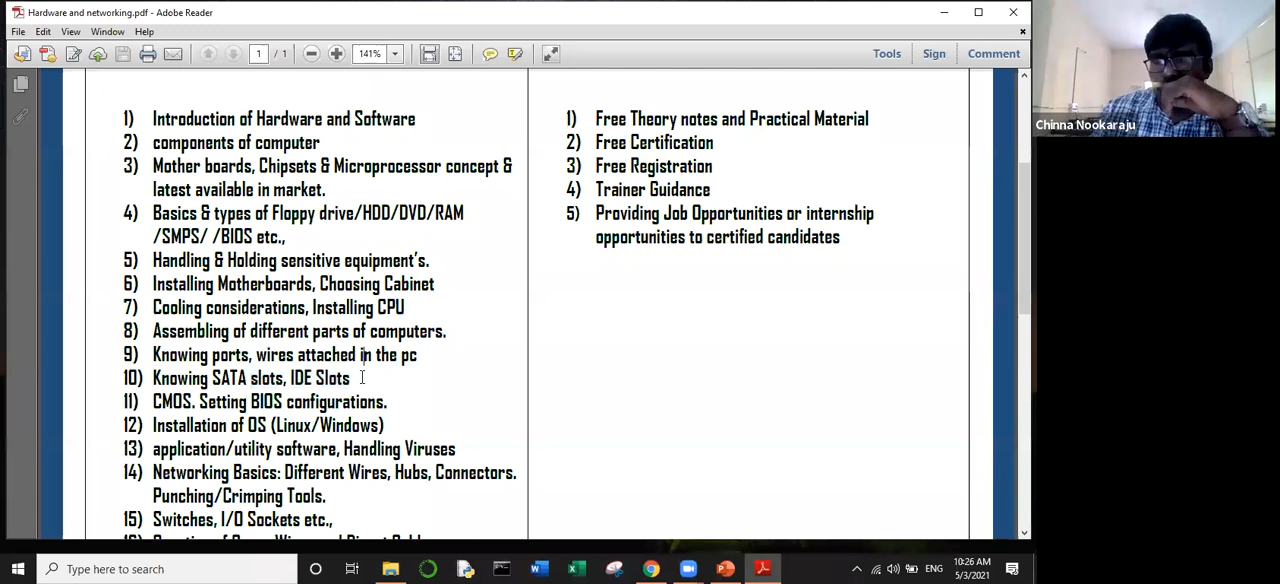 Hardware and networking.pdf - Adobe Reader
File Edit View Window Help
1 / 1 141% Tools Sign Comment
1) Introduction of Hardware and Software
2) components of computer
3) Mother boards, Chipsets & Microprocessor concept &
latest available in market.
4) Basics & types of Floppy drive/HDD/DVD/RAM
/SMPS/ /BIOS etc.,
5) Handling & Holding sensitive equipment's.
6) Installing Motherboards, Choosing Cabinet
7) Cooling considerations, Installing CPU
8) Assembling of different parts of computers.
9) Knowing ports, wires attached in the pc
10) Knowing SATA slots, IDE Slots
11) CMOS. Setting BIOS configurations.
12) Installation of OS (Linux/Windows)
13) application/utility software, Handling Viruses
14) Networking Basics: Different Wires, Hubs, Connectors.
Punching/Crimping Tools.
15) Switches, I/O Sockets etc.,
1) Free Theory notes and Practical Material
2) Free Certification
3) Free Registration
4) Trainer Guidance
5) Providing Job Opportunities or internship
opportunities to certified candidates
Chinna Nookaraju
Type here to search
ENG
10:26 AM
5/3/2021